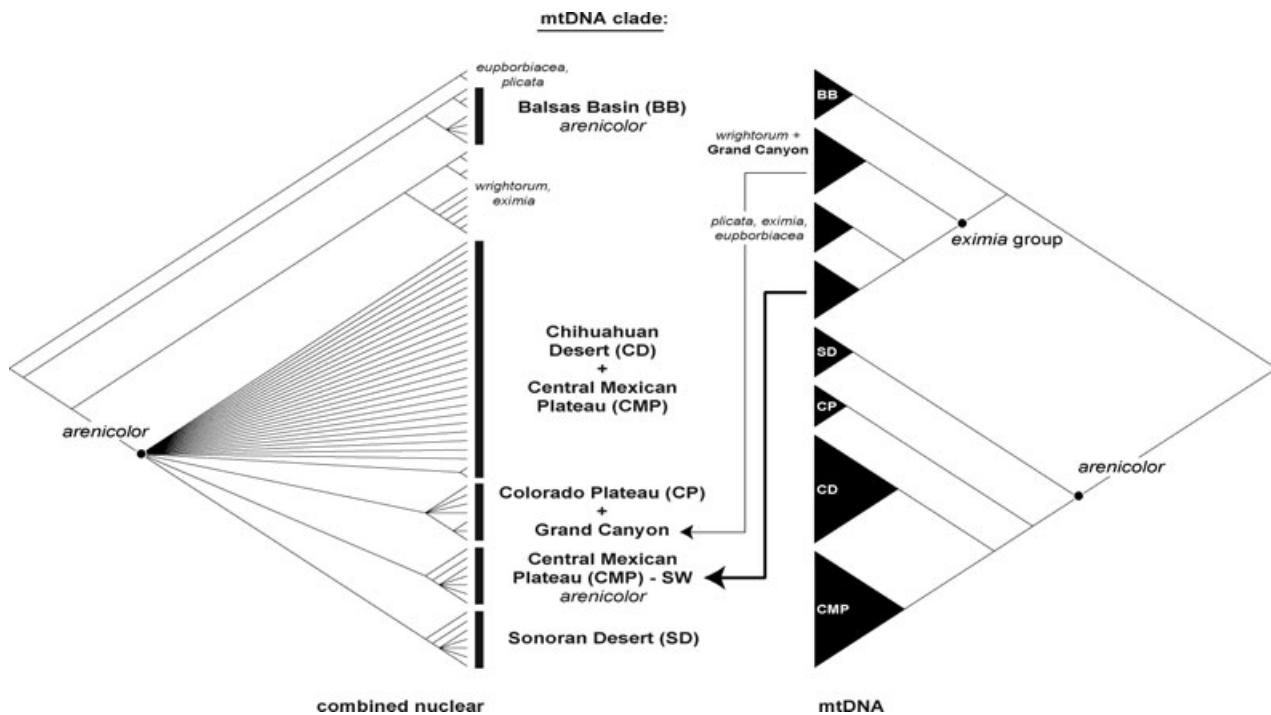 mtDNA clade:
eupborbiacea,
plicata
Balsas Basin (BB)
arenicolor
wrightorum,
eximia
Chihuahuan
Desert (CD)
+
Central Mexican
Plateau (CMP)
arenicolor
Colorado Plateau (CP)
+
Grand Canyon
Central Mexican
Plateau (CMP) - SW
arenicolor
Sonoran Desert (SD)
combined nuclear
BB
wrightorum +
Grand Canyon
plicata, eximia,
eupborbiacea
eximia group
SD
CP
arenicolor
CD
CMP
mtDNA